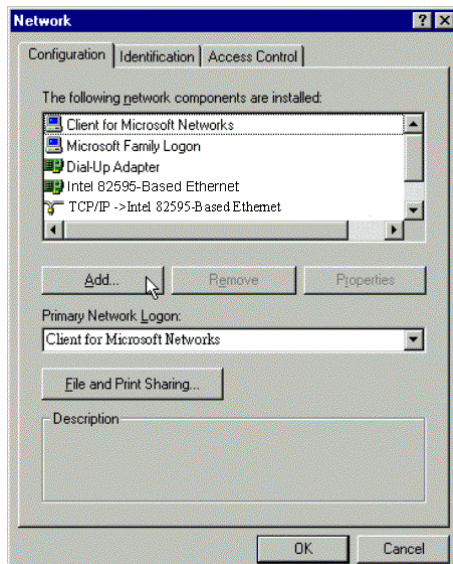 Network
Configuration Identification Access Control
The following network components are installed:
Client for Microsoft Networks
Microsoft Family Logon
Dial-Up Adapter
Intel 82595-Based Ethernet
TCP/IP ->Intel 82595-Based Ethernet
Add... Remove Properties
Primary Network Logon:
Client for Microsoft Networks
File and Print Sharing...
Description
OK Cancel